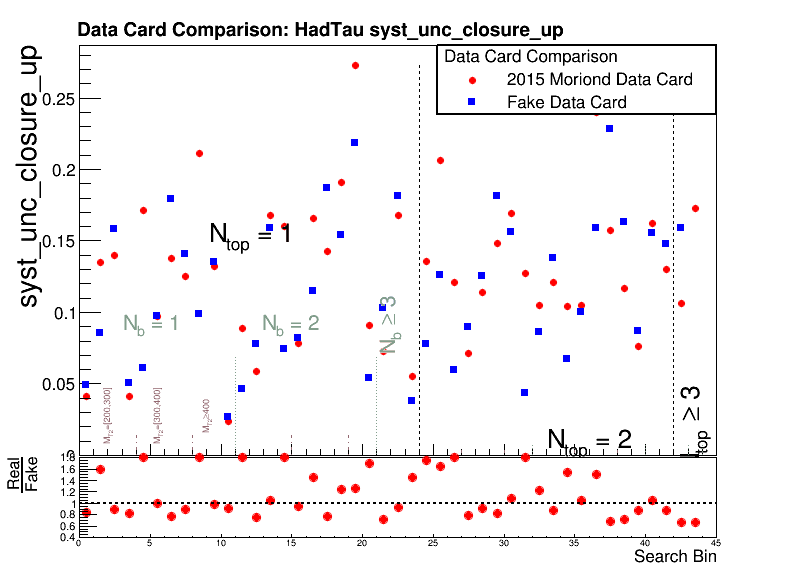 Data Card Comparison: HadTau syst_unc_closure_up
Data Card Comparison
2015 Moriond Data Card
Fake Data Card
syst_unc_closure_up
0.25
0.2
0.15
0.1
0.05
0
N_top = 1
N_b = 1
N_b = 2
N_b ≥ 3
M_T2=[200,300]
M_T2=[300,400]
M_T2≥400
N_top = 2
top ≥ 3
Real
Fake
1.8
1.6
1.4
1.2
1
0.8
0.6
0.4
0 5 10 15 20 25 30 35 40 45
Search Bin